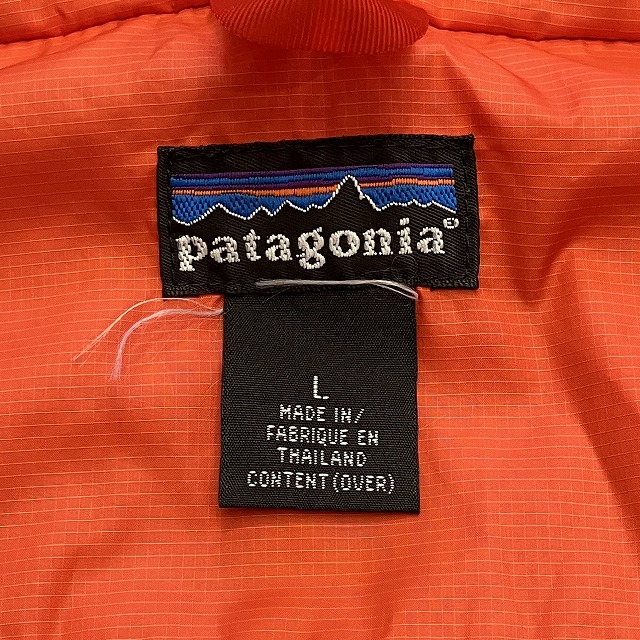 patagonia®
L
MADE IN/
FABRIQUE EN
THAILAND
CONTENT (OVER)